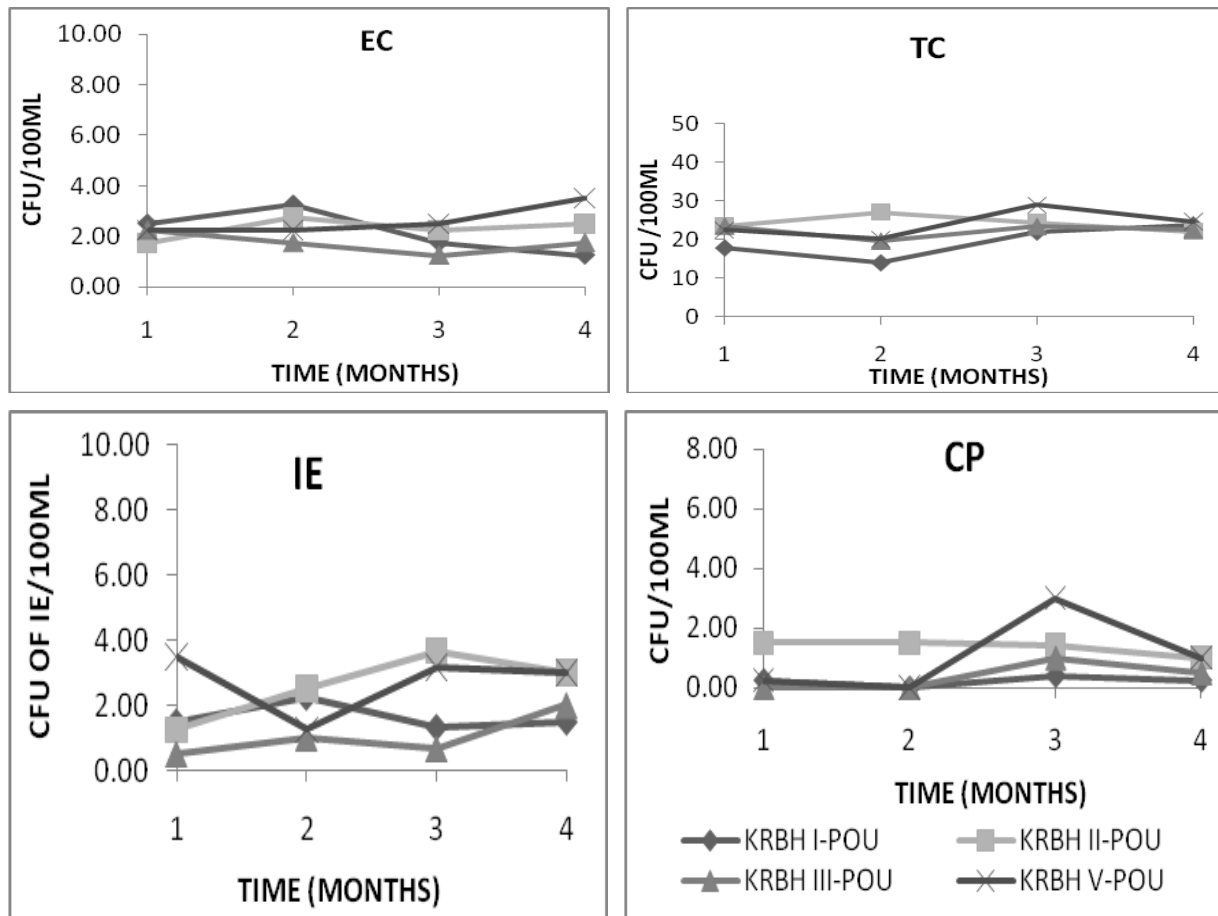 EC
10.00
8.00
6.00
4.00
2.00
0.00
CFU/100ML
1 2 3 4
TIME (MONTHS)
TC
50
40
30
20
10
0
CFU /100ML
1 2 3 4
TIME (MONTHS)
IE
10.00
8.00
6.00
4.00
2.00
0.00
CFU OF IE/100ML
1 2 3 4
TIME (MONTHS)
CP
8.00
6.00
4.00
2.00
0.00
CFU/100ML
1 2 3 4
TIME (MONTHS)
KRBH I-POU KRBH II-POU
KRBH III-POU KRBH V-POU